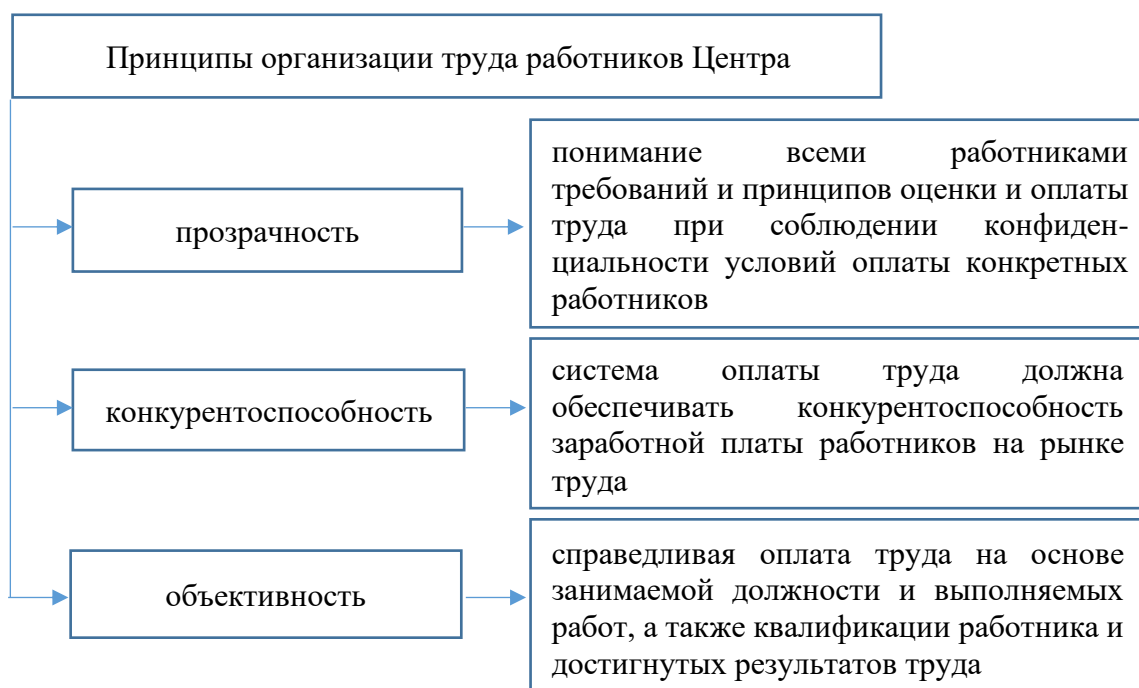 Принципы организации труда работников Центра
прозрачность
понимание всеми работниками
требований и принципов оценки и оплаты
труда при соблюдении конфиден-
циальности условий оплаты конкретных
работников
конкурентоспособность
система оплаты труда должна
обеспечивать конкурентоспособность
заработной платы работников на рынке
труда
объективность
справедливая оплата труда на основе
занимаемой должности и выполняемых
работ, а также квалификации работника и
достигнутых результатов труда